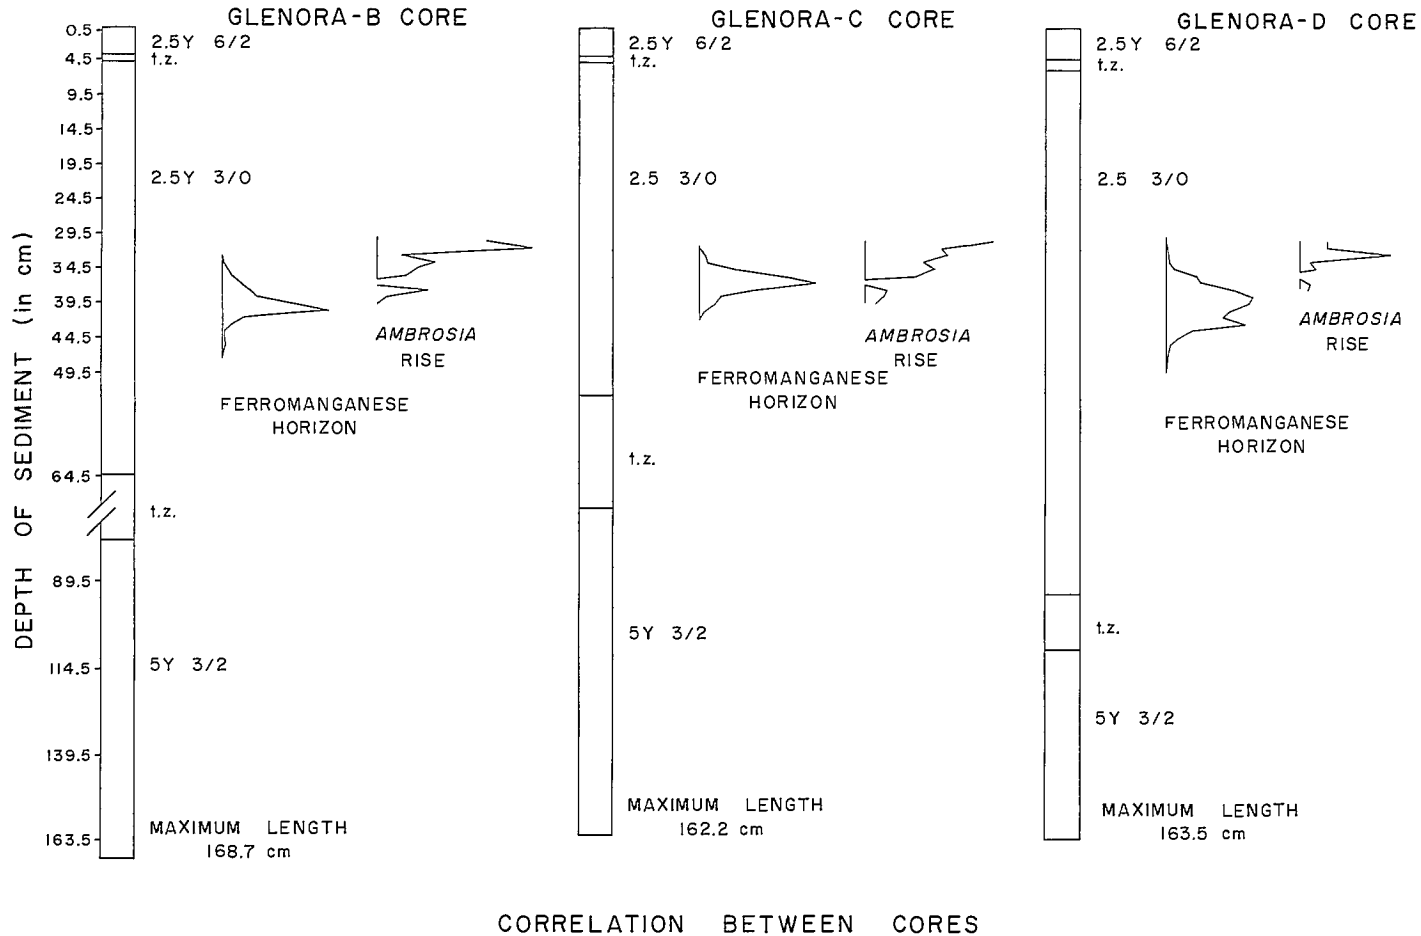 GLENORA-B CORE
GLENORA-C CORE
GLENORA-D CORE
DEPTH OF SEDIMENT (in cm)
0.5
4.5
9.5
14.5
19.5
24.5
29.5
34.5
39.5
44.5
49.5
64.5
89.5
114.5
139.5
163.5
2.5Y 6/2
t.z.
2.5Y 3/0
AMBROSIA
RISE
FERROMANGANESE
HORIZON
t.z.
5Y 3/2
MAXIMUM LENGTH
168.7 cm
2.5Y 6/2
t.z.
2.5 3/0
AMBROSIA
RISE
FERROMANGANESE
HORIZON
t.z.
5Y 3/2
MAXIMUM LENGTH
162.2 cm
2.5Y 6/2
t.z.
2.5 3/0
AMBROSIA
RISE
FERROMANGANESE
HORIZON
t.z.
5Y 3/2
MAXIMUM LENGTH
163.5 cm
CORRELATION BETWEEN CORES